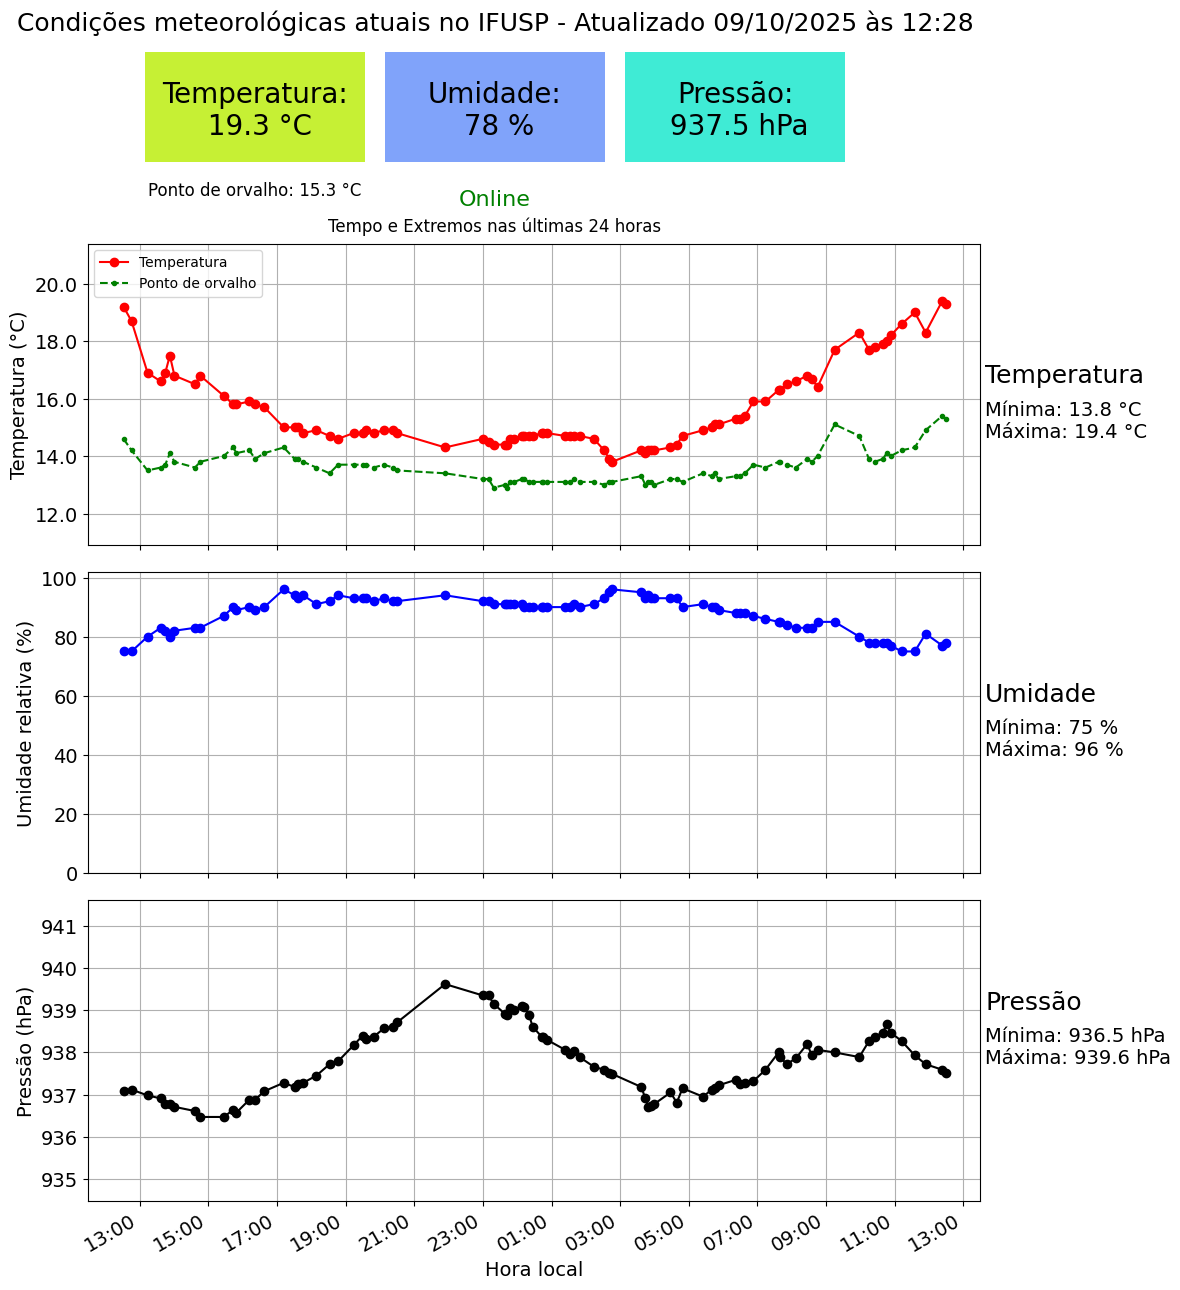 Condições meteorológicas atuais no IFUSP - Atualizado 09/10/2025 às 12:28
Temperatura:
19.3 °C
Umidade:
78 %
Pressão:
937.5 hPa
Ponto de orvalho: 15.3 °C
Online
Tempo e Extremos nas últimas 24 horas
Temperatura
Ponto de orvalho
Temperatura (°C)
20.0
18.0
16.0
14.0
12.0
Temperatura
Mínima: 13.8 °C
Máxima: 19.4 °C
Umidade relativa (%)
100
80
60
40
20
0
Umidade
Mínima: 75 %
Máxima: 96 %
Pressão (hPa)
941
940
939
938
937
936
935
Pressão
Mínima: 936.5 hPa
Máxima: 939.6 hPa
13:00
15:00
17:00
19:00
21:00
23:00
01:00
03:00
05:00
07:00
09:00
11:00
13:00
Hora local